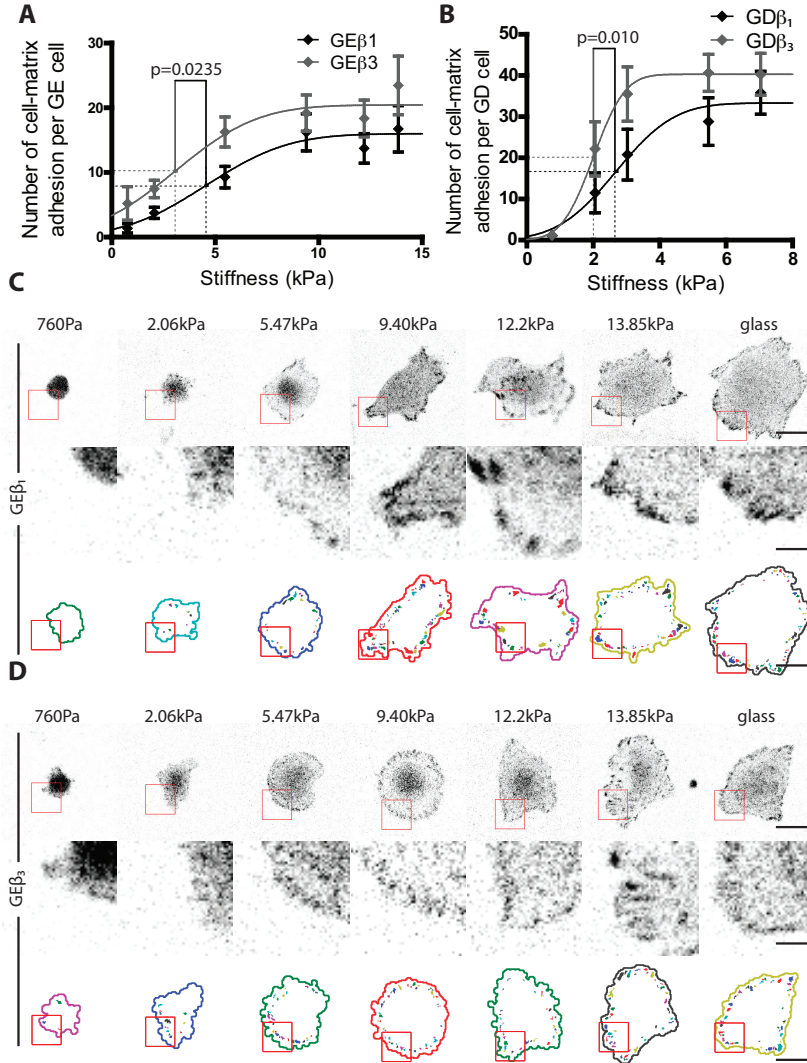 A
Number of cell-matrix
adhesion per GE cell
30
20
10
0
0
5
10
15
Stiffness (kPa)
p=0.0235
GEβ1
GEβ3
B
Number of cell-matrix
adhesion per GD cell
50
40
30
20
10
0
0
2
4
6
8
Stiffness (kPa)
p=0.010
GDβ₁
GDβ₃
C
760Pa 2.06kPa 5.47kPa 9.40kPa 12.2kPa 13.85kPa glass
GEβ₁
D
760Pa 2.06kPa 5.47kPa 9.40kPa 12.2kPa 13.85kPa glass
GEβ₃